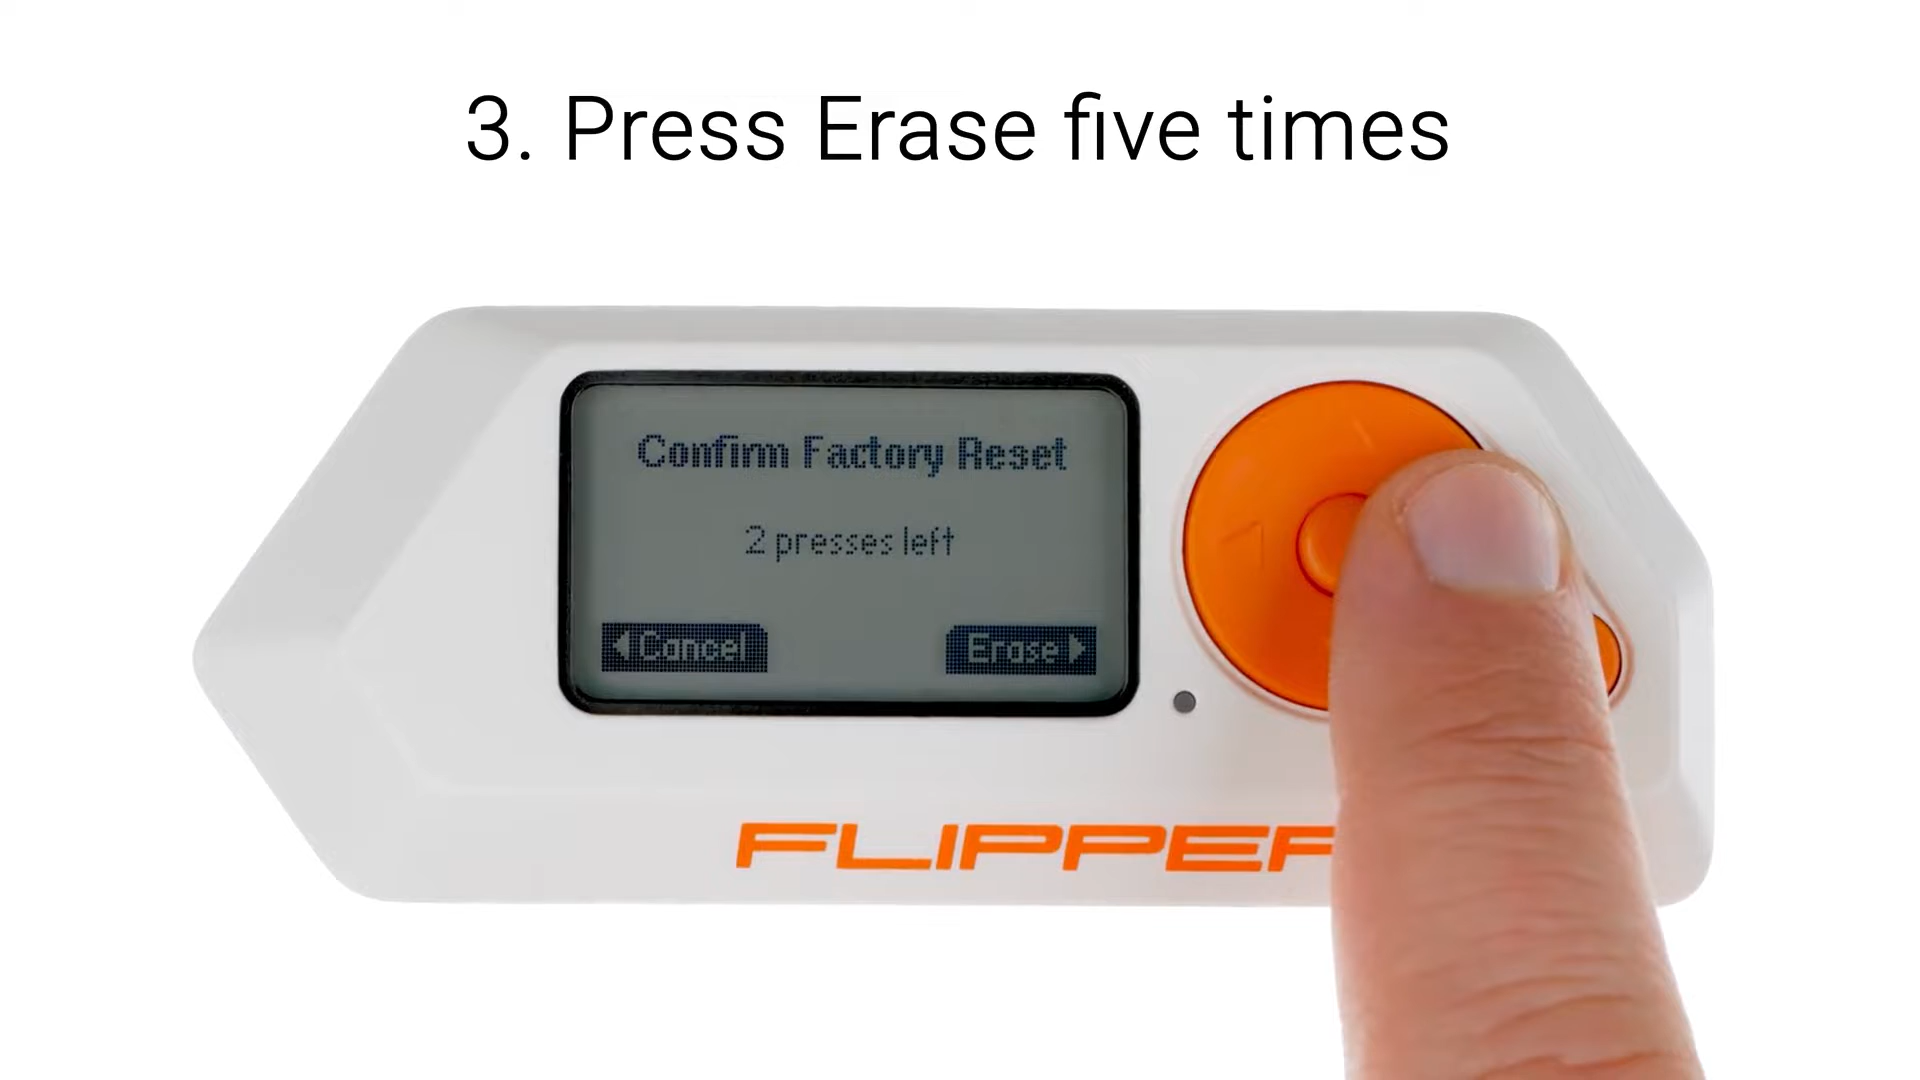 3. Press Erase five times
Confirm Factory Reset
2 presses left
Cancel
Erase
FLIPPER